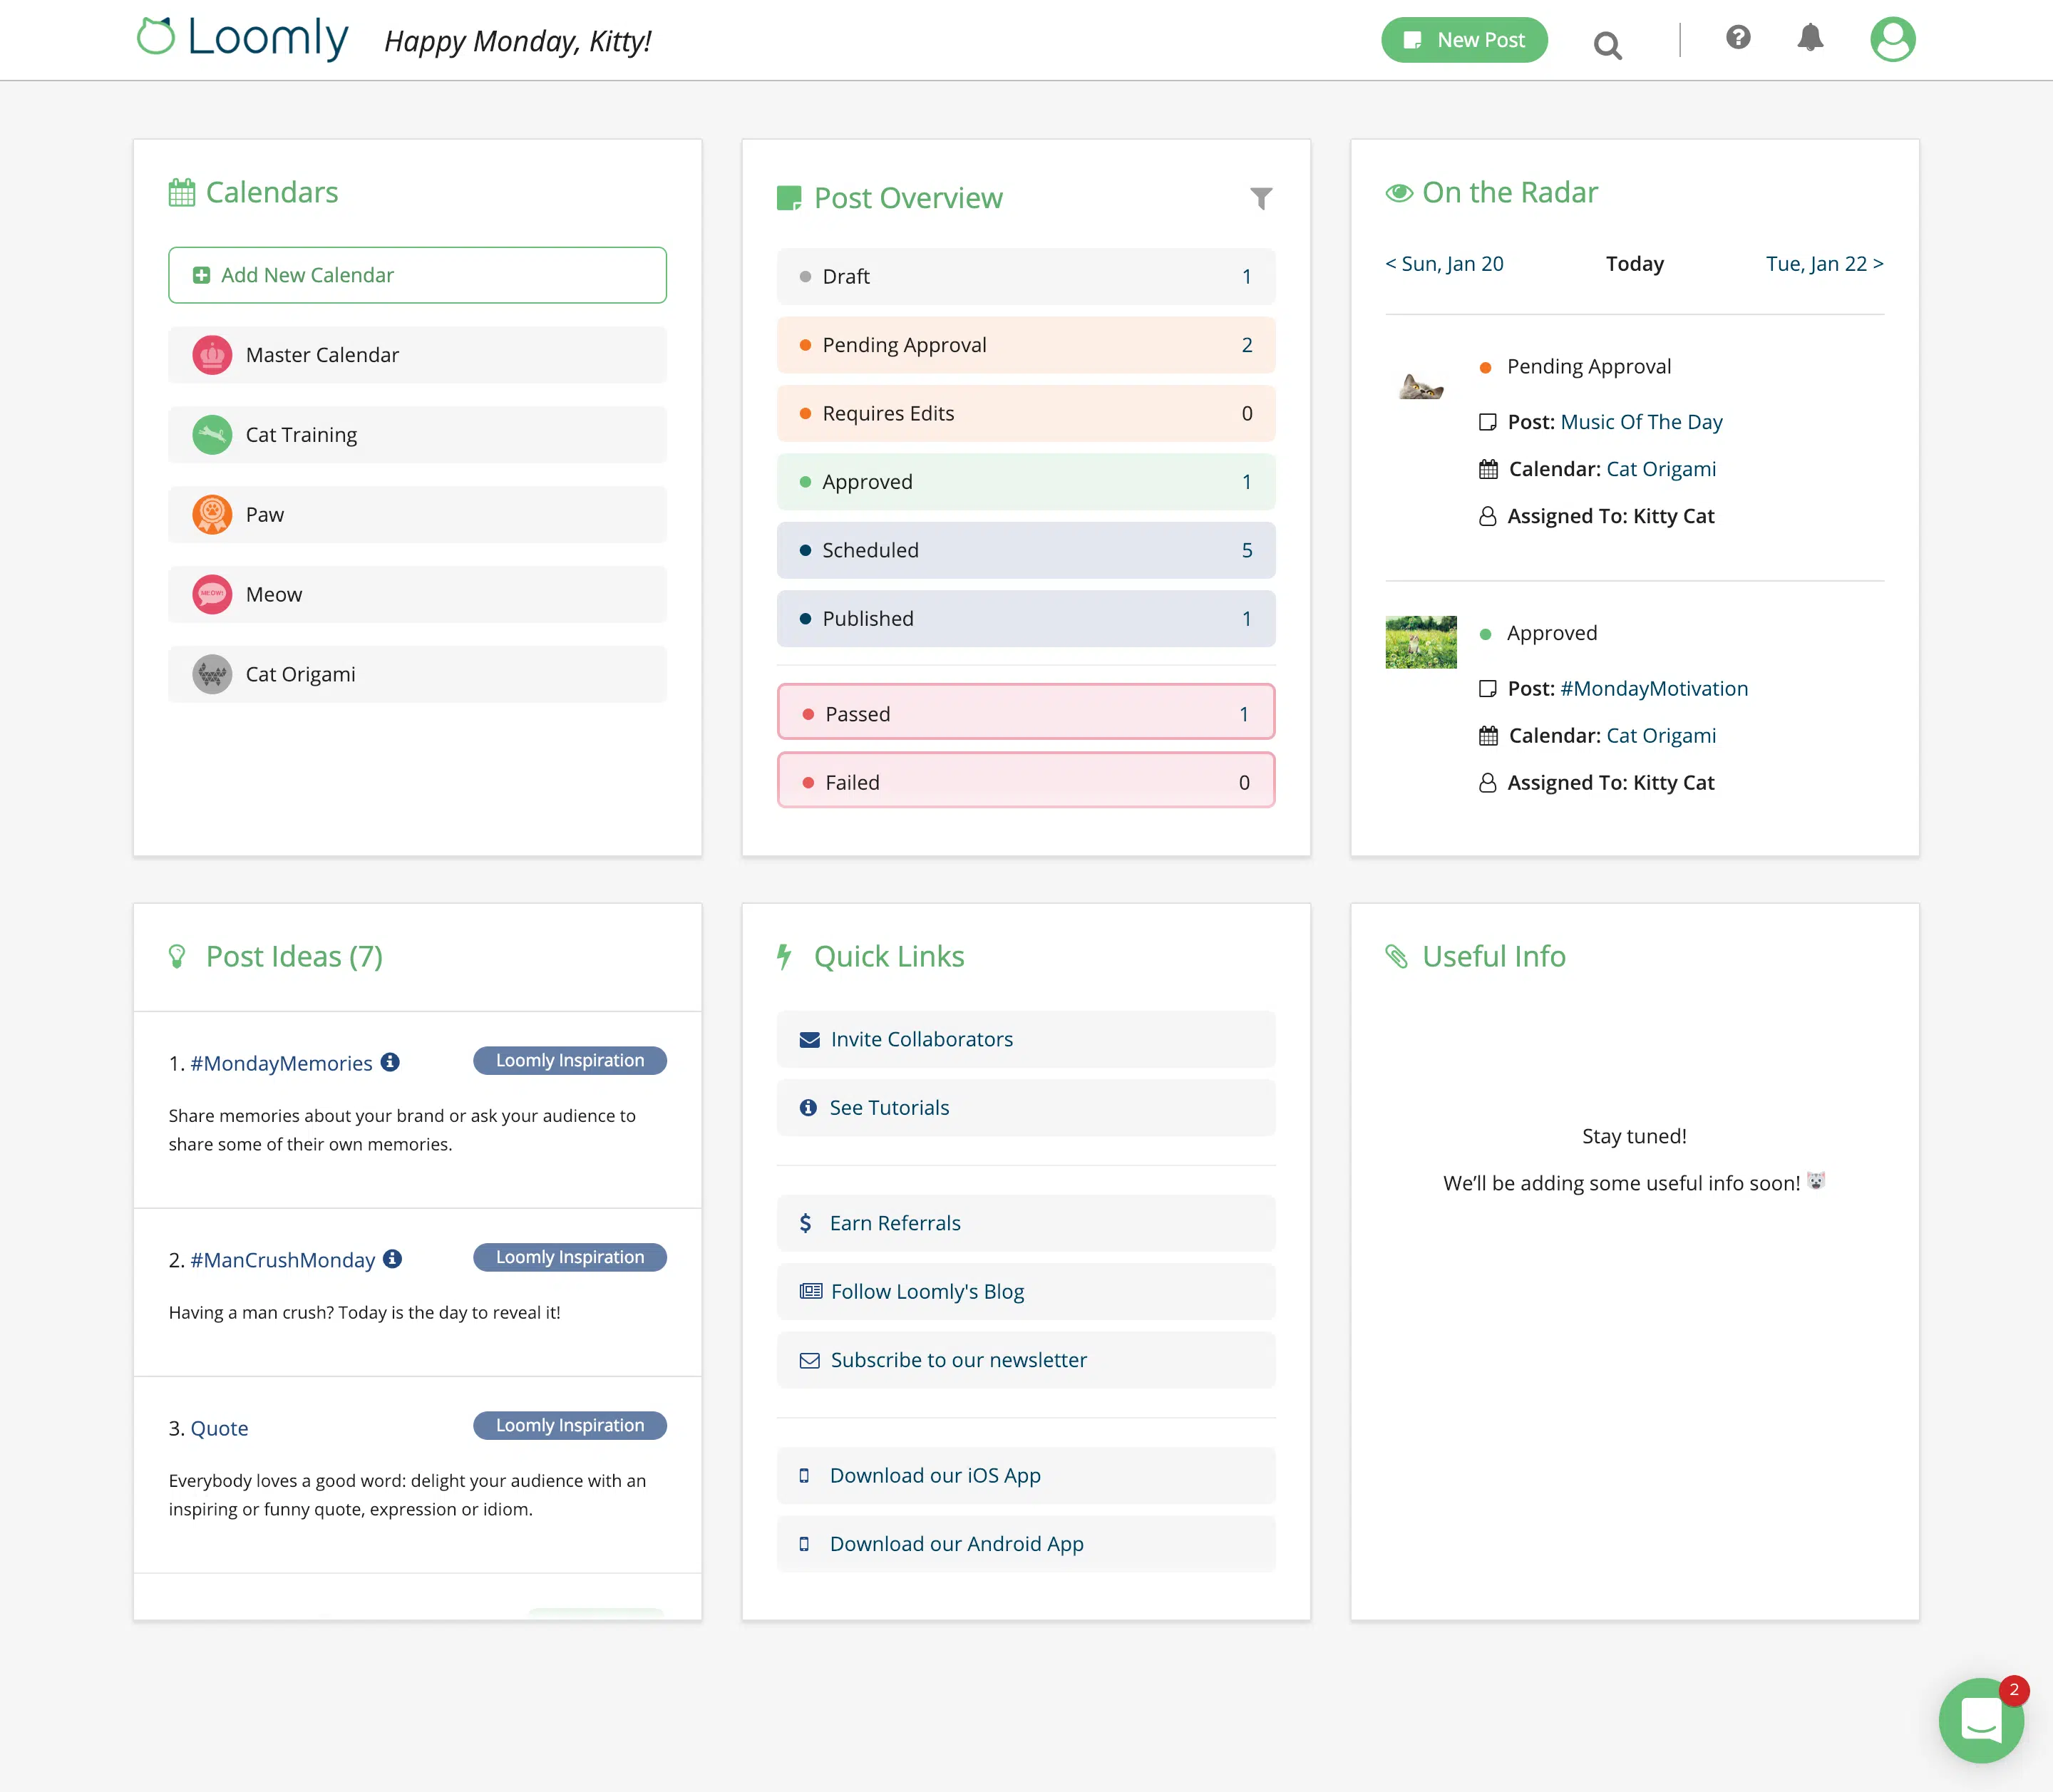 Loomly
Happy Monday, Kitty!
New Post
Calendars
Add New Calendar
Master Calendar
Cat Training
Paw
MEOW!
Meow
Cat Origami
Post Overview
Draft 1
Pending Approval 2
Requires Edits 0
Approved 1
Scheduled 5
Published 1
Passed 1
Failed 0
On the Radar
< Sun, Jan 20 Today Tue, Jan 22 >
Pending Approval
Post: Music Of The Day
Calendar: Cat Origami
Assigned To: Kitty Cat
Approved
Post: #MondayMotivation
Calendar: Cat Origami
Assigned To: Kitty Cat
Post Ideas (7)
1. #MondayMemories Loomly Inspiration
Share memories about your brand or ask your audience to
share some of their own memories.
2. #ManCrushMonday Loomly Inspiration
Having a man crush? Today is the day to reveal it!
3. Quote Loomly Inspiration
Everybody loves a good word: delight your audience with an
inspiring or funny quote, expression or idiom.
Quick Links
Invite Collaborators
See Tutorials
Earn Referrals
Follow Loomly's Blog
Subscribe to our newsletter
Download our iOS App
Download our Android App
Useful Info
Stay tuned!
We’ll be adding some useful info soon!
2